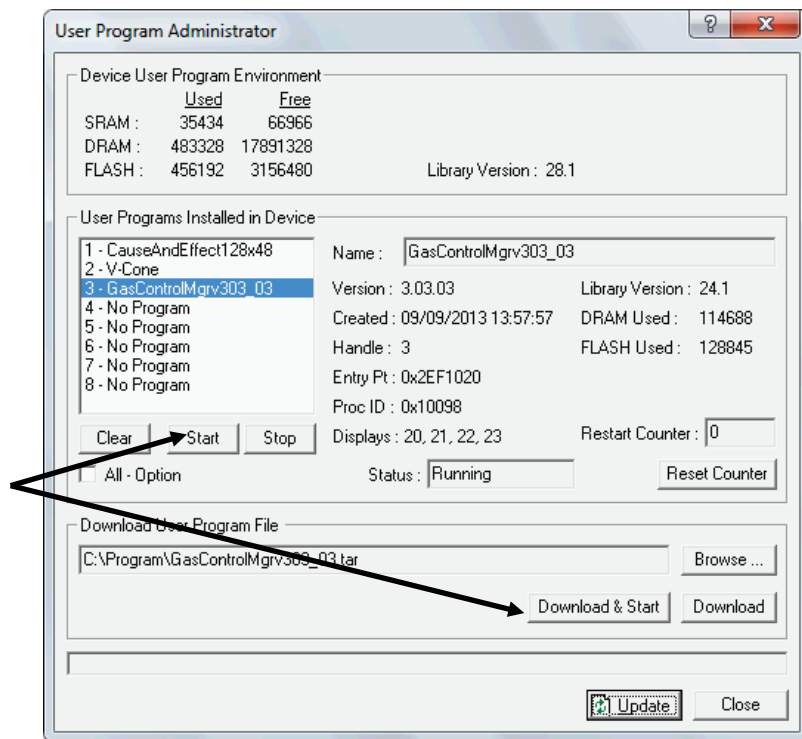 User Program Administrator
Device User Program Environment
Used Free
SRAM : 35434 66966
DRAM : 483328 17891328
FLASH : 456192 3156480 Library Version : 28.1
User Programs Installed in Device
1 - CauseAndEffect128x48
2 - V-Cone
3 - GasControlMgrv303_03
4 - No Program
5 - No Program
6 - No Program
7 - No Program
8 - No Program
Clear Start Stop
All - Option
Name : GasControlMgrv303_03
Version : 3.03.03 Library Version : 24.1
Created : 09/09/2013 13:57:57 DRAM Used : 114688
Handle : 3 FLASH Used : 128845
Entry Pt : 0x2EF1020
Proc ID : 0x10098
Displays : 20, 21, 22, 23 Restart Counter : 0
Status : Running Reset Counter
Download User Program File
C:\Program\GasControlMgrv303_03.tar Browse ...
Download & Start Download
Update Close